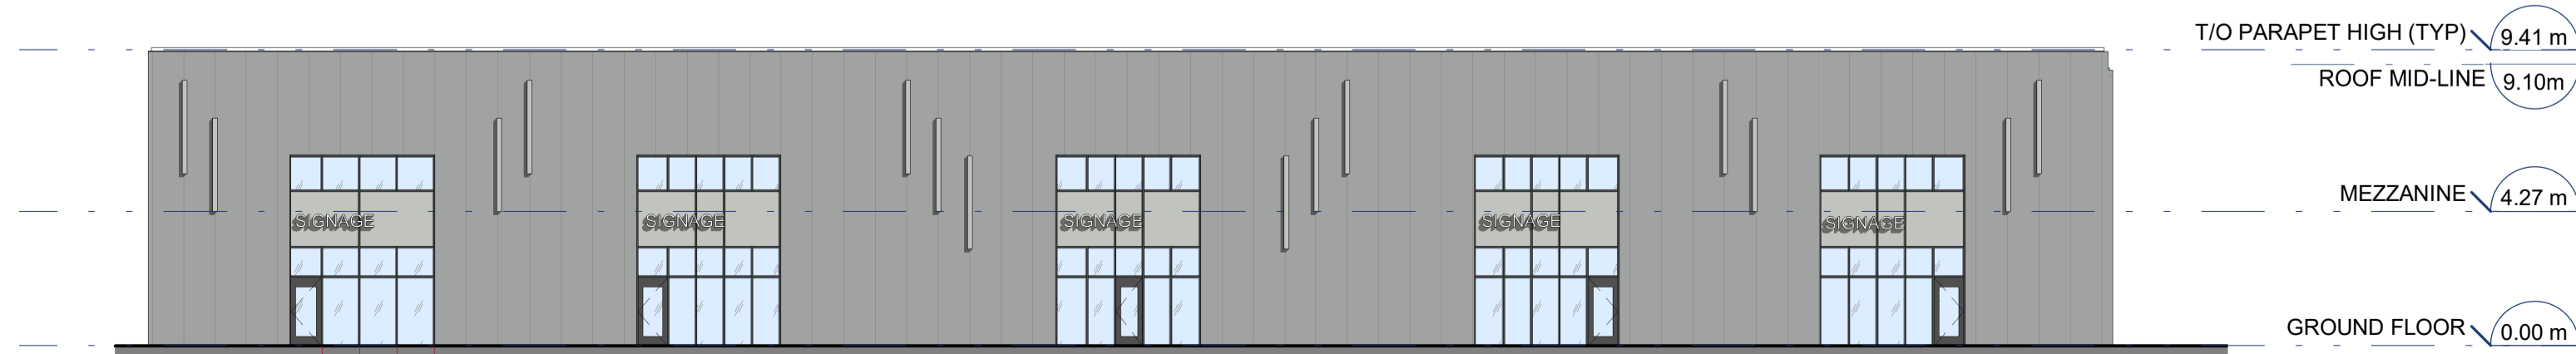 T/O PARAPET HIGH (TYP) 9.41 m
ROOF MID-LINE 9.10m
MEZZANINE 4.27 m
SIGNAGE SIGNAGE SIGNAGE SIGNAGE SIGNAGE
GROUND FLOOR 0.00 m